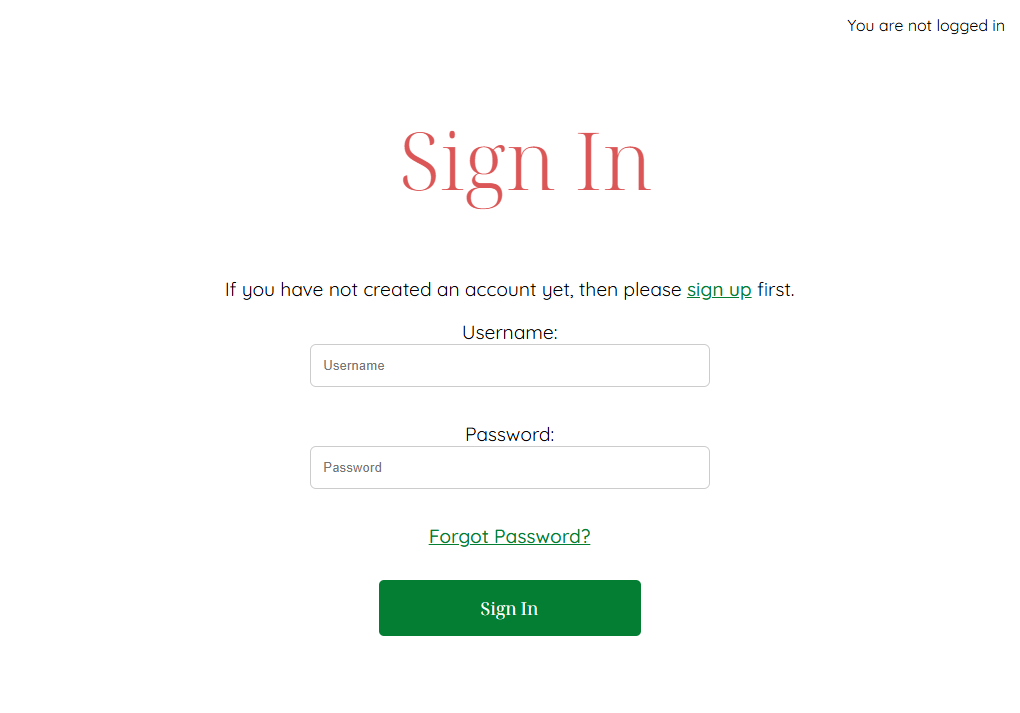 You are not logged in
Sign In
If you have not created an account yet, then please sign up first.
Username:
Username
Password:
Password
Forgot Password?
Sign In